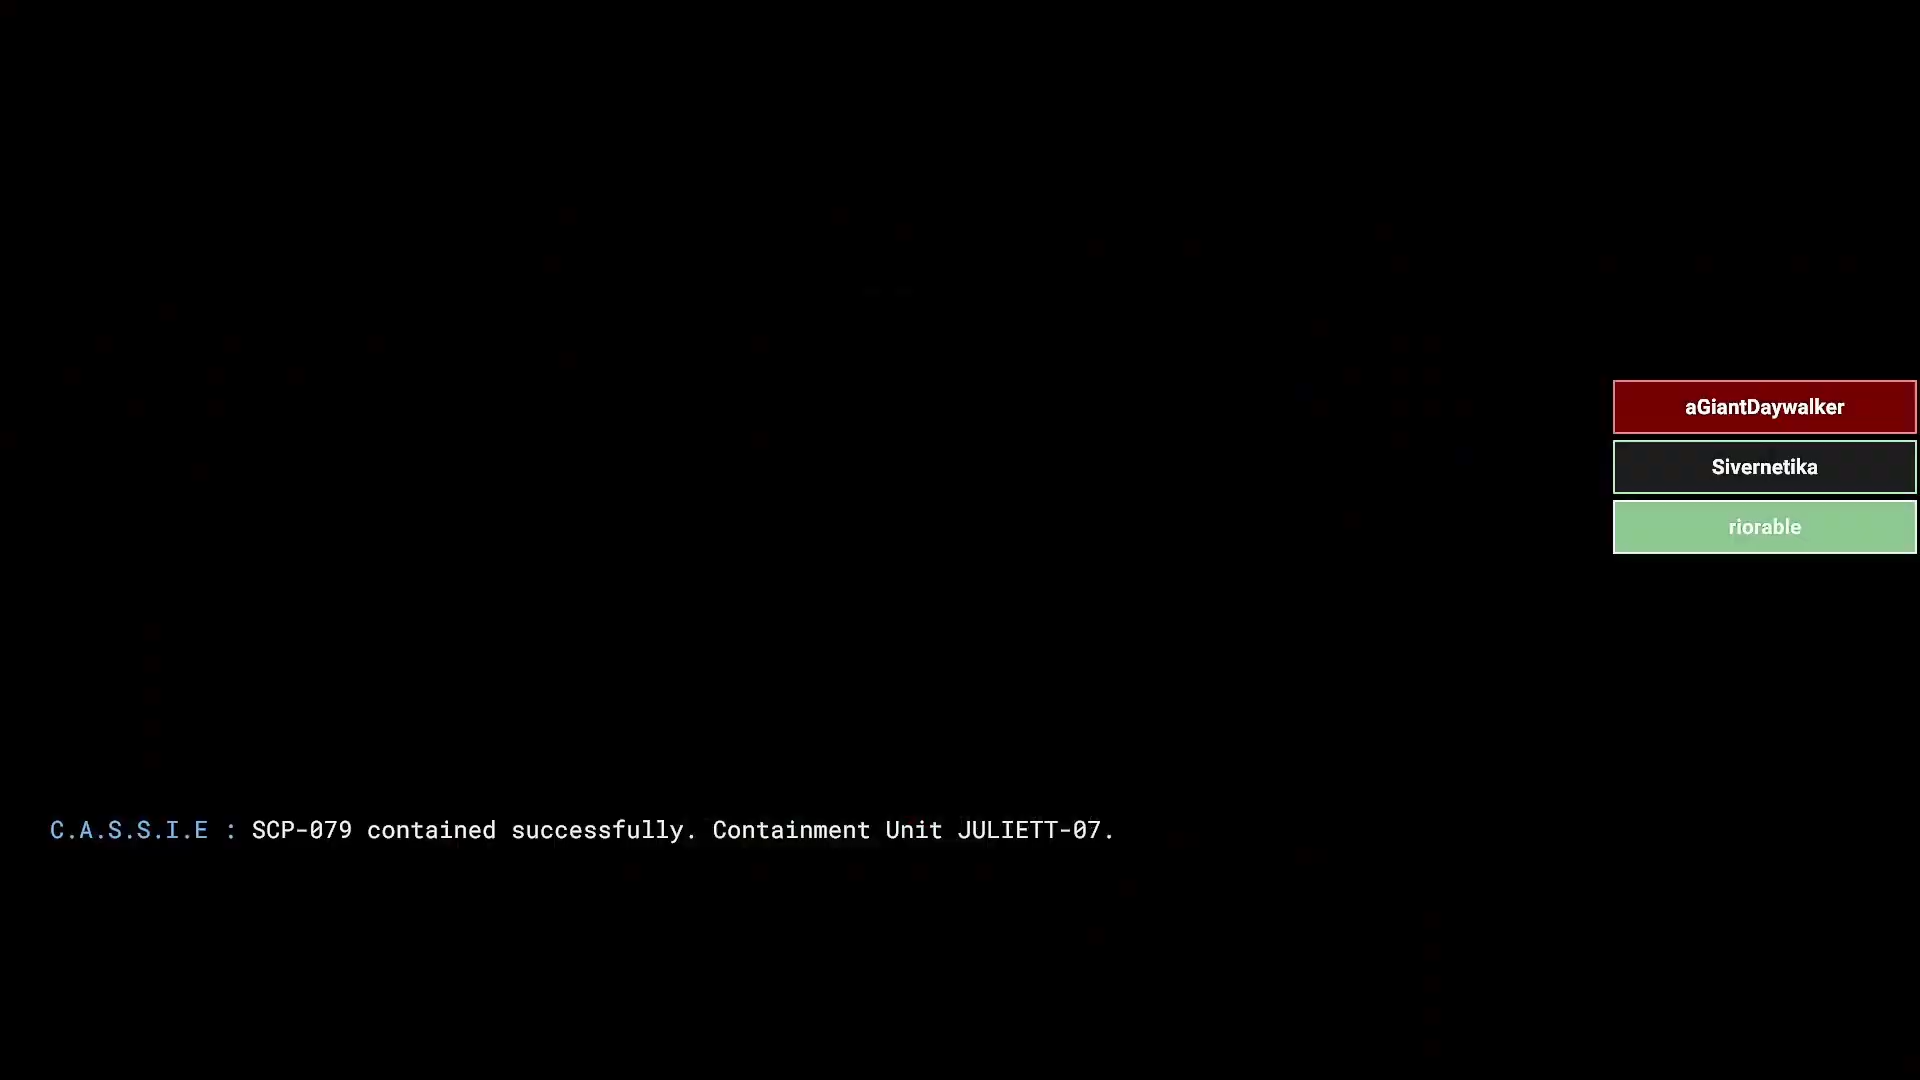 aGiantDaywalker
Sivernetika
riorable
C.A.S.S.I.E : SCP-079 contained successfully. Containment Unit JULIETT-07.